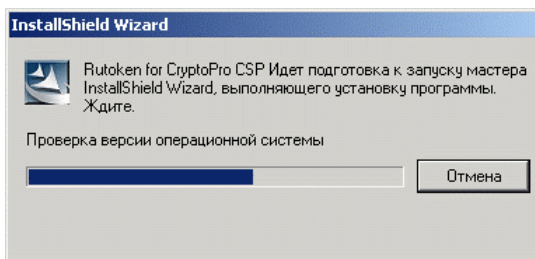 InstallShield Wizard
Rutoken for CryptoPro CSP Идет подготовка к запуску мастера
InstallShield Wizard, выполняющего установку программы.
Ждите.
Проверка версии операционной системы
Отмена